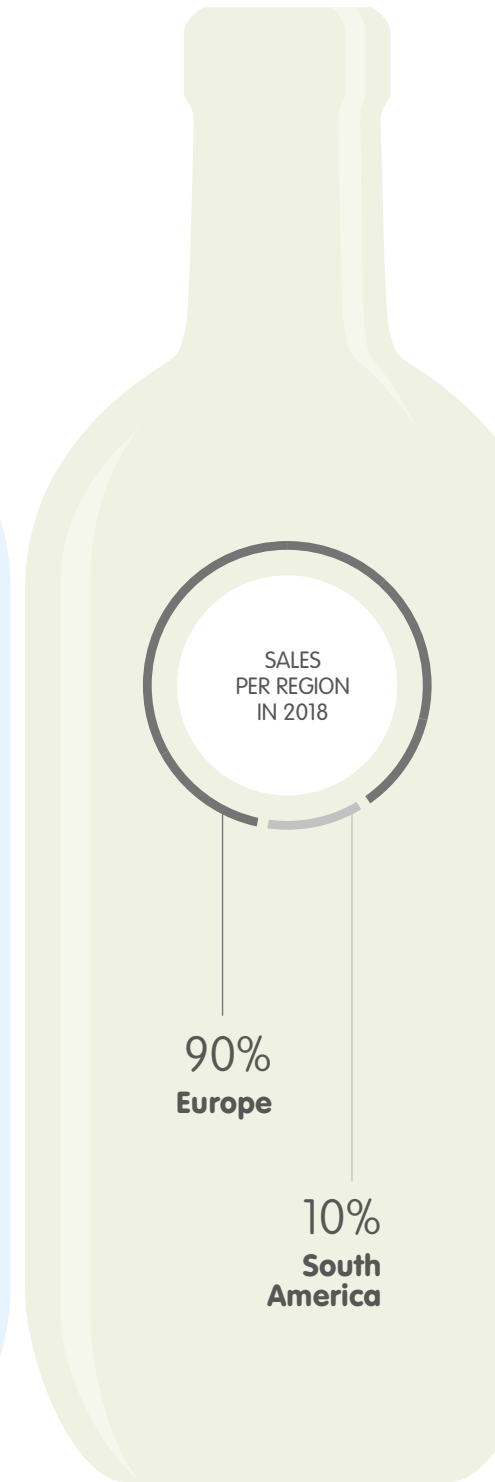 SALES
PER REGION
IN 2018
90%
Europe
10%
South
America